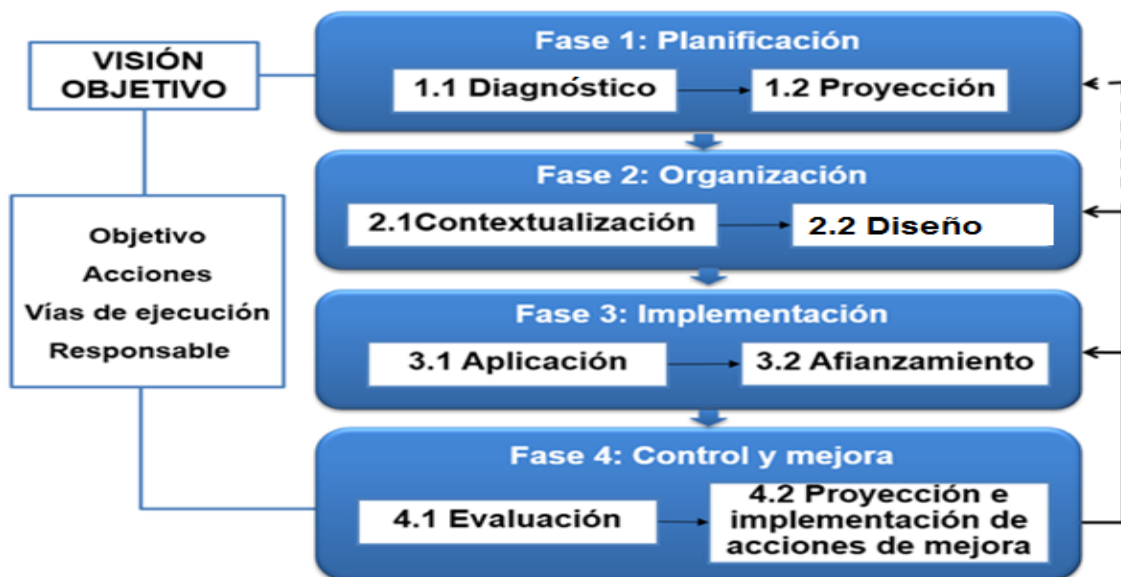 VISIÓN
OBJETIVO
Objetivo
Acciones
Vías de ejecución
Responsable
Fase 1: Planificación
1.1 Diagnóstico
1.2 Proyección
Fase 2: Organización
2.1Contextualización
2.2 Diseño
Fase 3: Implementación
3.1 Aplicación
3.2 Afianzamiento
Fase 4: Control y mejora
4.1 Evaluación
4.2 Proyección e
implementación de
acciones de mejora